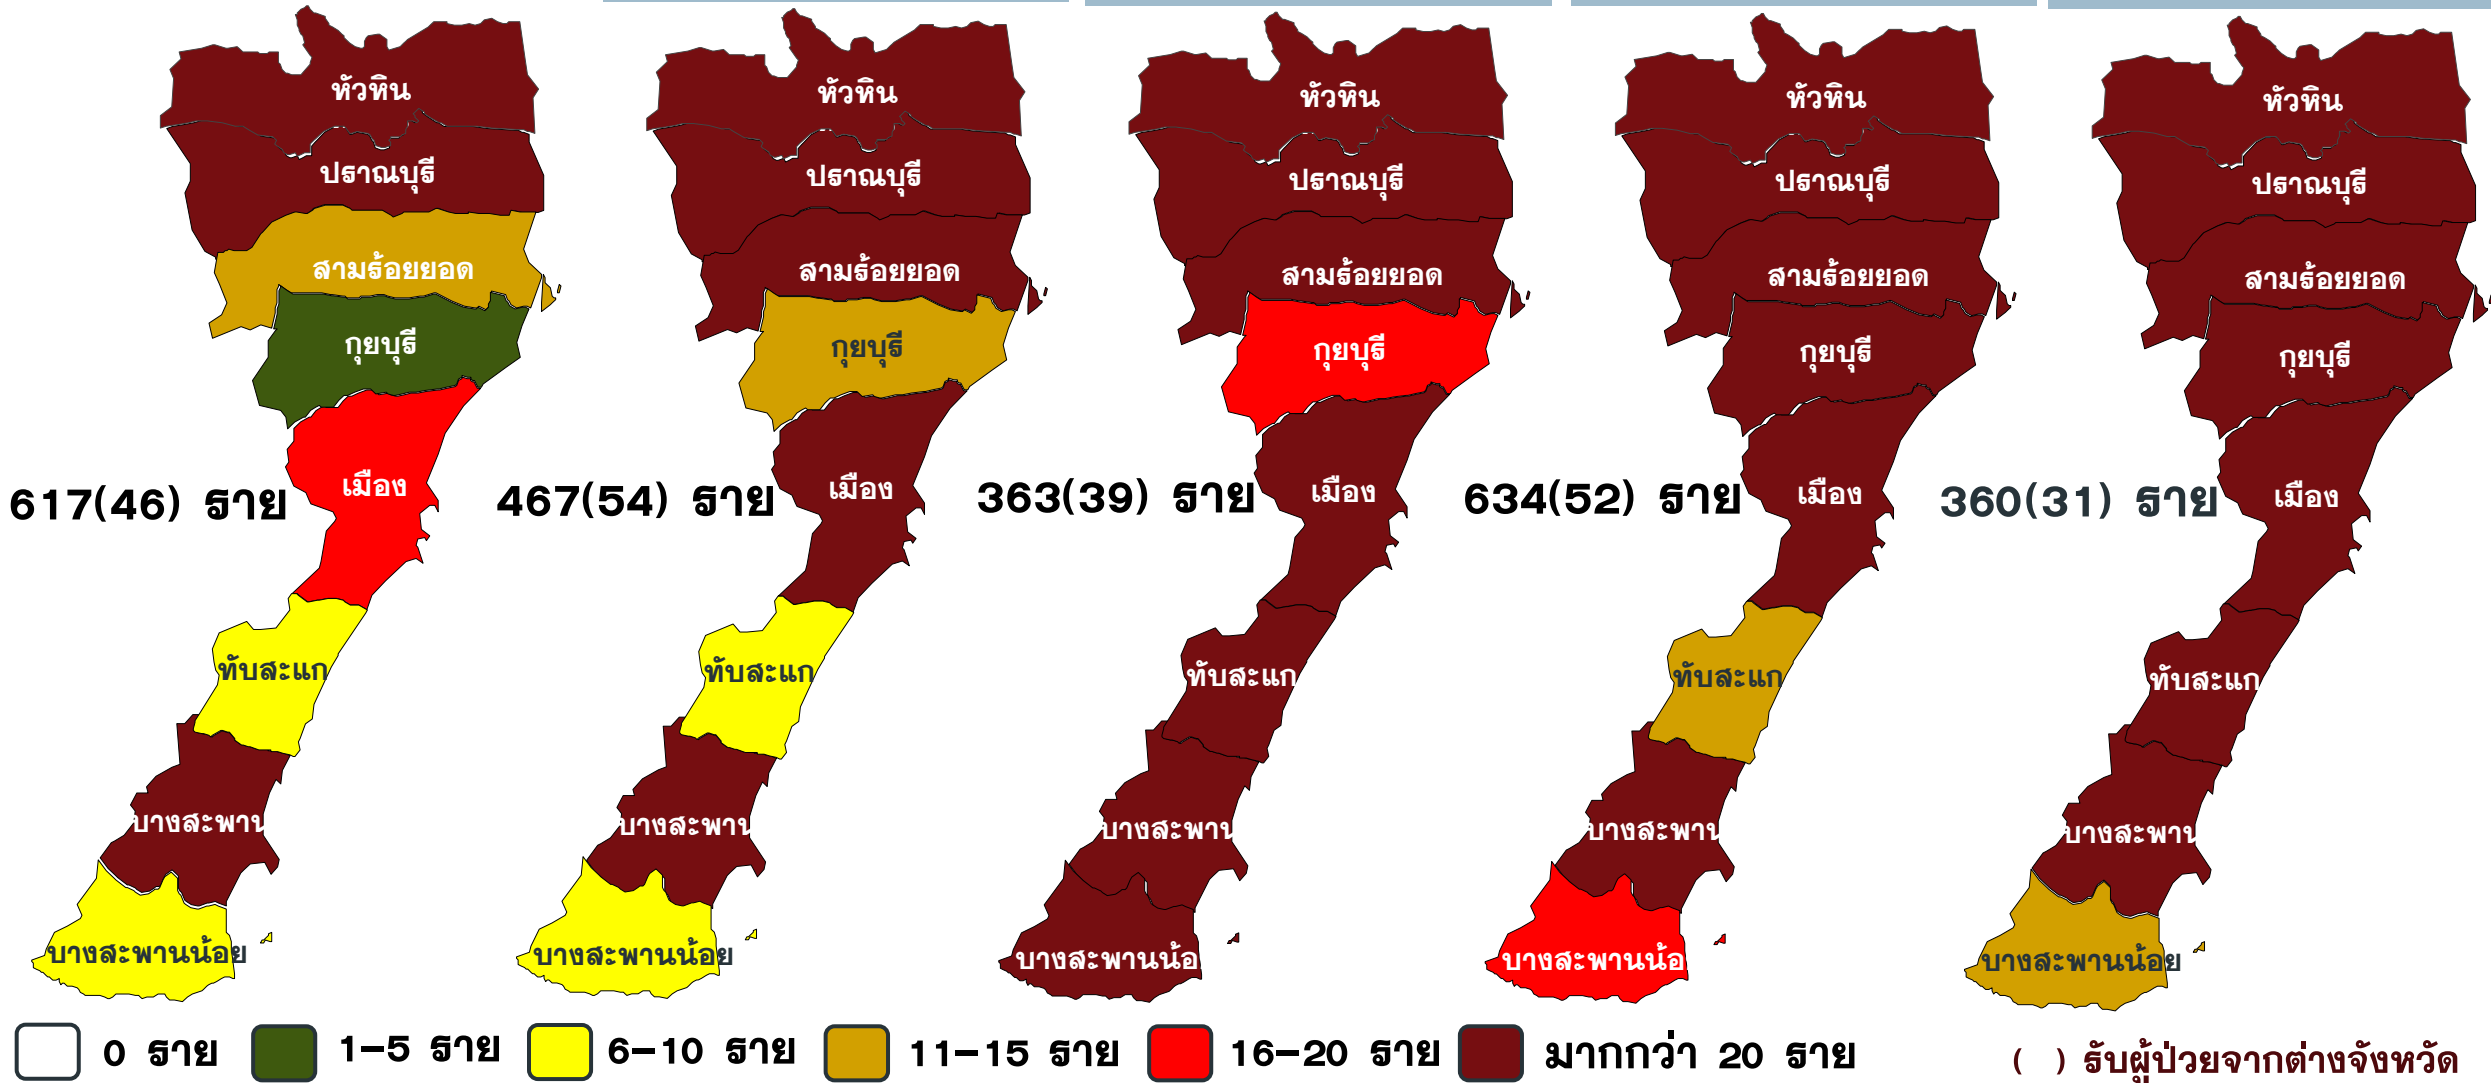 หัวหิน
ปราณบุรี
สามร้อยยอด
กุยบุรี
เมือง
617(46) ราย
ทับสะแก
บางสะพาน
บางสะพานน้อย
หัวหิน
ปราณบุรี
สามร้อยยอด
กุยบุรี
เมือง
467(54) ราย
ทับสะแก
บางสะพาน
บางสะพานน้อย
หัวหิน
ปราณบุรี
สามร้อยยอด
กุยบุรี
เมือง
363(39) ราย
ทับสะแก
บางสะพาน
บางสะพานน้อ
หัวหิน
ปราณบุรี
สามร้อยยอด
กุยบุรี
เมือง
634(52) ราย
ทับสะแก
บางสะพาน
บางสะพานน้อ
หัวหิน
ปราณบุรี
สามร้อยยอด
กุยบุรี
เมือง
360(31) ราย
ทับสะแก
บางสะพาน
บางสะพานน้อย
0 ราย
1-5 ราย
6-10 ราย
11-15 ราย
16-20 ราย
มากกว่า 20 ราย
( ) รับผู้ป่วยจากต่างจังหวัด